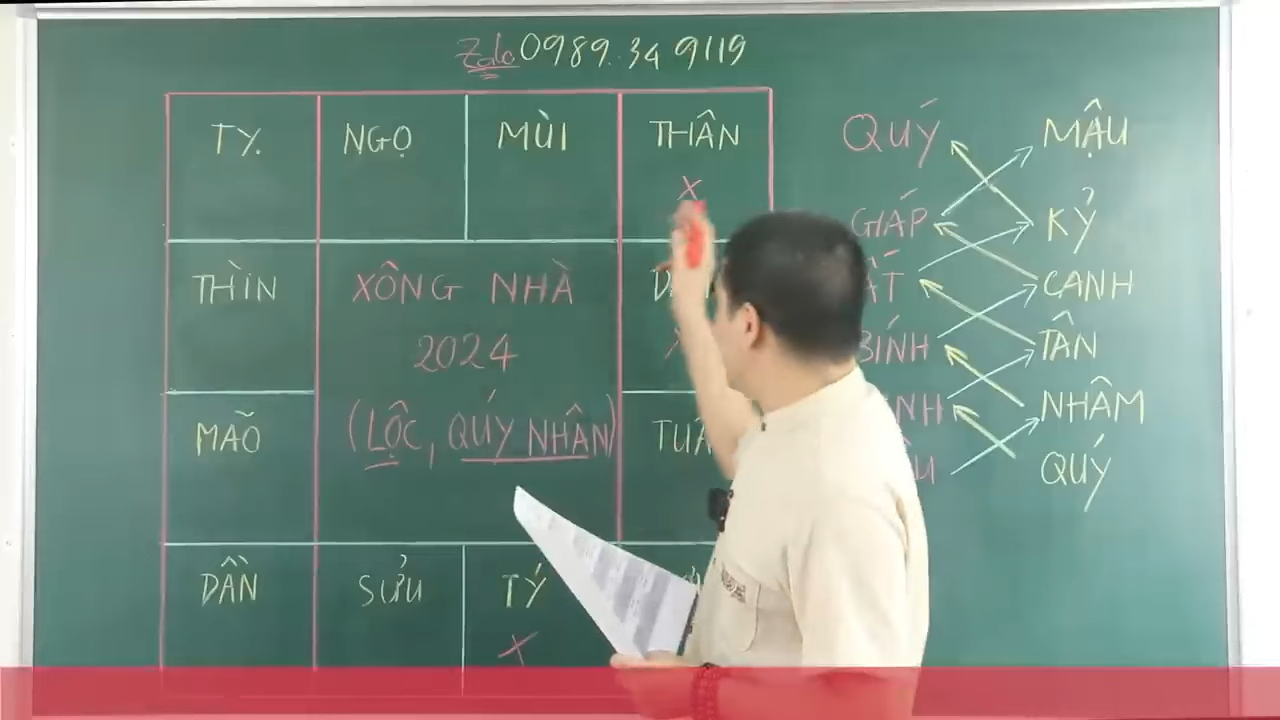 Zalo 0989.34 9119
TỴ. NGỌ MÙI THÂN
X
THÌN XÔNG NHÀ
2024
MÃO (LỘC, QUÝ NHÂN)
DẦN SỬU TÝ
X
QUÝ MẬU
GIÁP KỶ
CANH
BÍNH TÂN
NHÂM
QUÝ